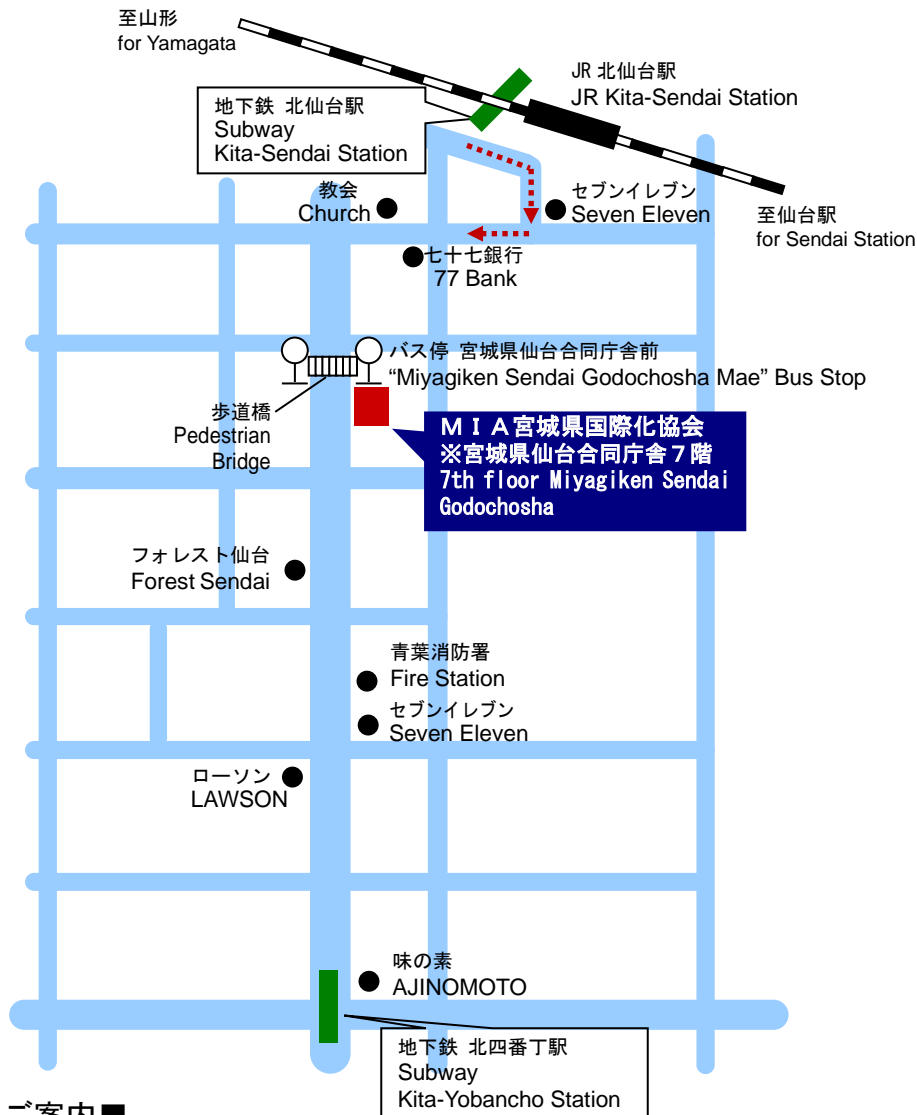 至山形
for Yamagata
JR 北仙台駅
JR Kita-Sendai Station
地下鉄 北仙台駅
Subway
Kita-Sendai Station
教会
Church
セブンイレブン
Seven Eleven
至仙台駅
for Sendai Station
七十七銀行
77 Bank
バス停 宮城県仙台合同庁舎前
“Miyagiken Sendai Godochosha Mae” Bus Stop
歩道橋
Pedestrian
Bridge
ＭＩＡ宮城県国際化協会
※宮城県仙台合同庁舎７階
7th floor Miyagiken Sendai
Godochosha
フォレスト仙台
Forest Sendai
青葉消防署
Fire Station
セブンイレブン
Seven Eleven
ローソン
LAWSON
味の素
AJINOMOTO
地下鉄 北四番丁駅
Subway
Kita-Yobancho Station
ご案内■